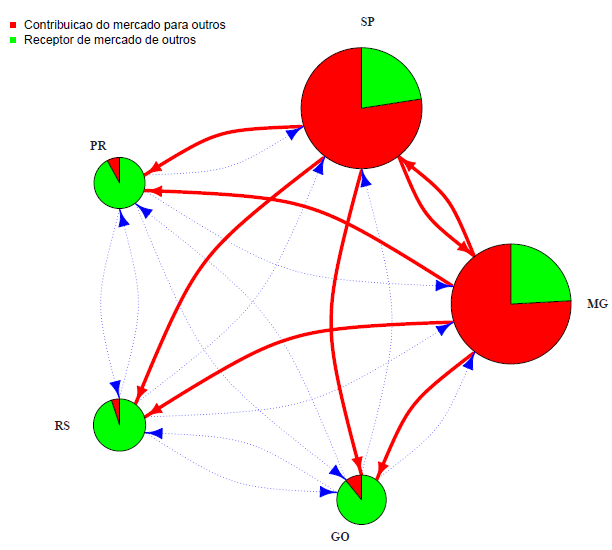 SP
Contribuicao do mercado para outros
Receptor de mercado de outros
PR
MG
RS
GO